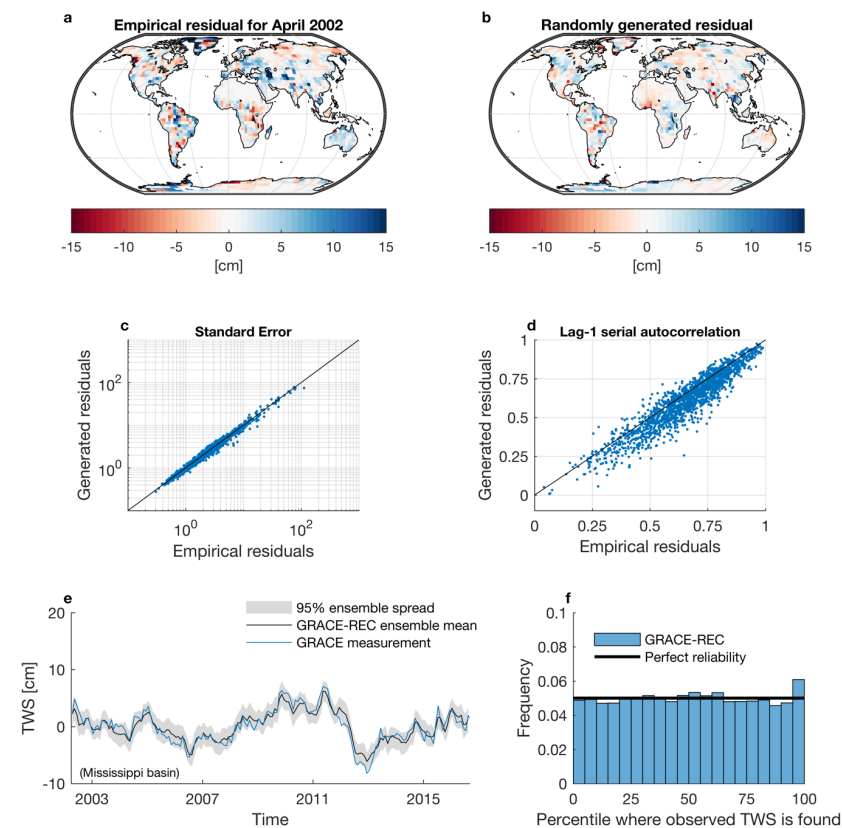 a
Empirical residual for April 2002
-15 -10 -5 0 5 10 15
[cm]
b
Randomly generated residual
-15 -10 -5 0 5 10 15
[cm]
c
Standard Error
Generated residuals
10²
10⁰
10⁰ 10²
Empirical residuals
d
Lag-1 serial autocorrelation
Generated residuals
1
0.75
0.5
0.25
0
0 0.25 0.5 0.75 1
Empirical residuals
e
95% ensemble spread
GRACE-REC ensemble mean
GRACE measurement
TWS [cm]
20
10
0
-10
(Mississippi basin)
2003 2007 2011 2015
Time
f
GRACE-REC
Perfect reliability
Frequency
0.1
0.08
0.06
0.04
0.02
0
0 25 50 75 100
Percentile where observed TWS is found